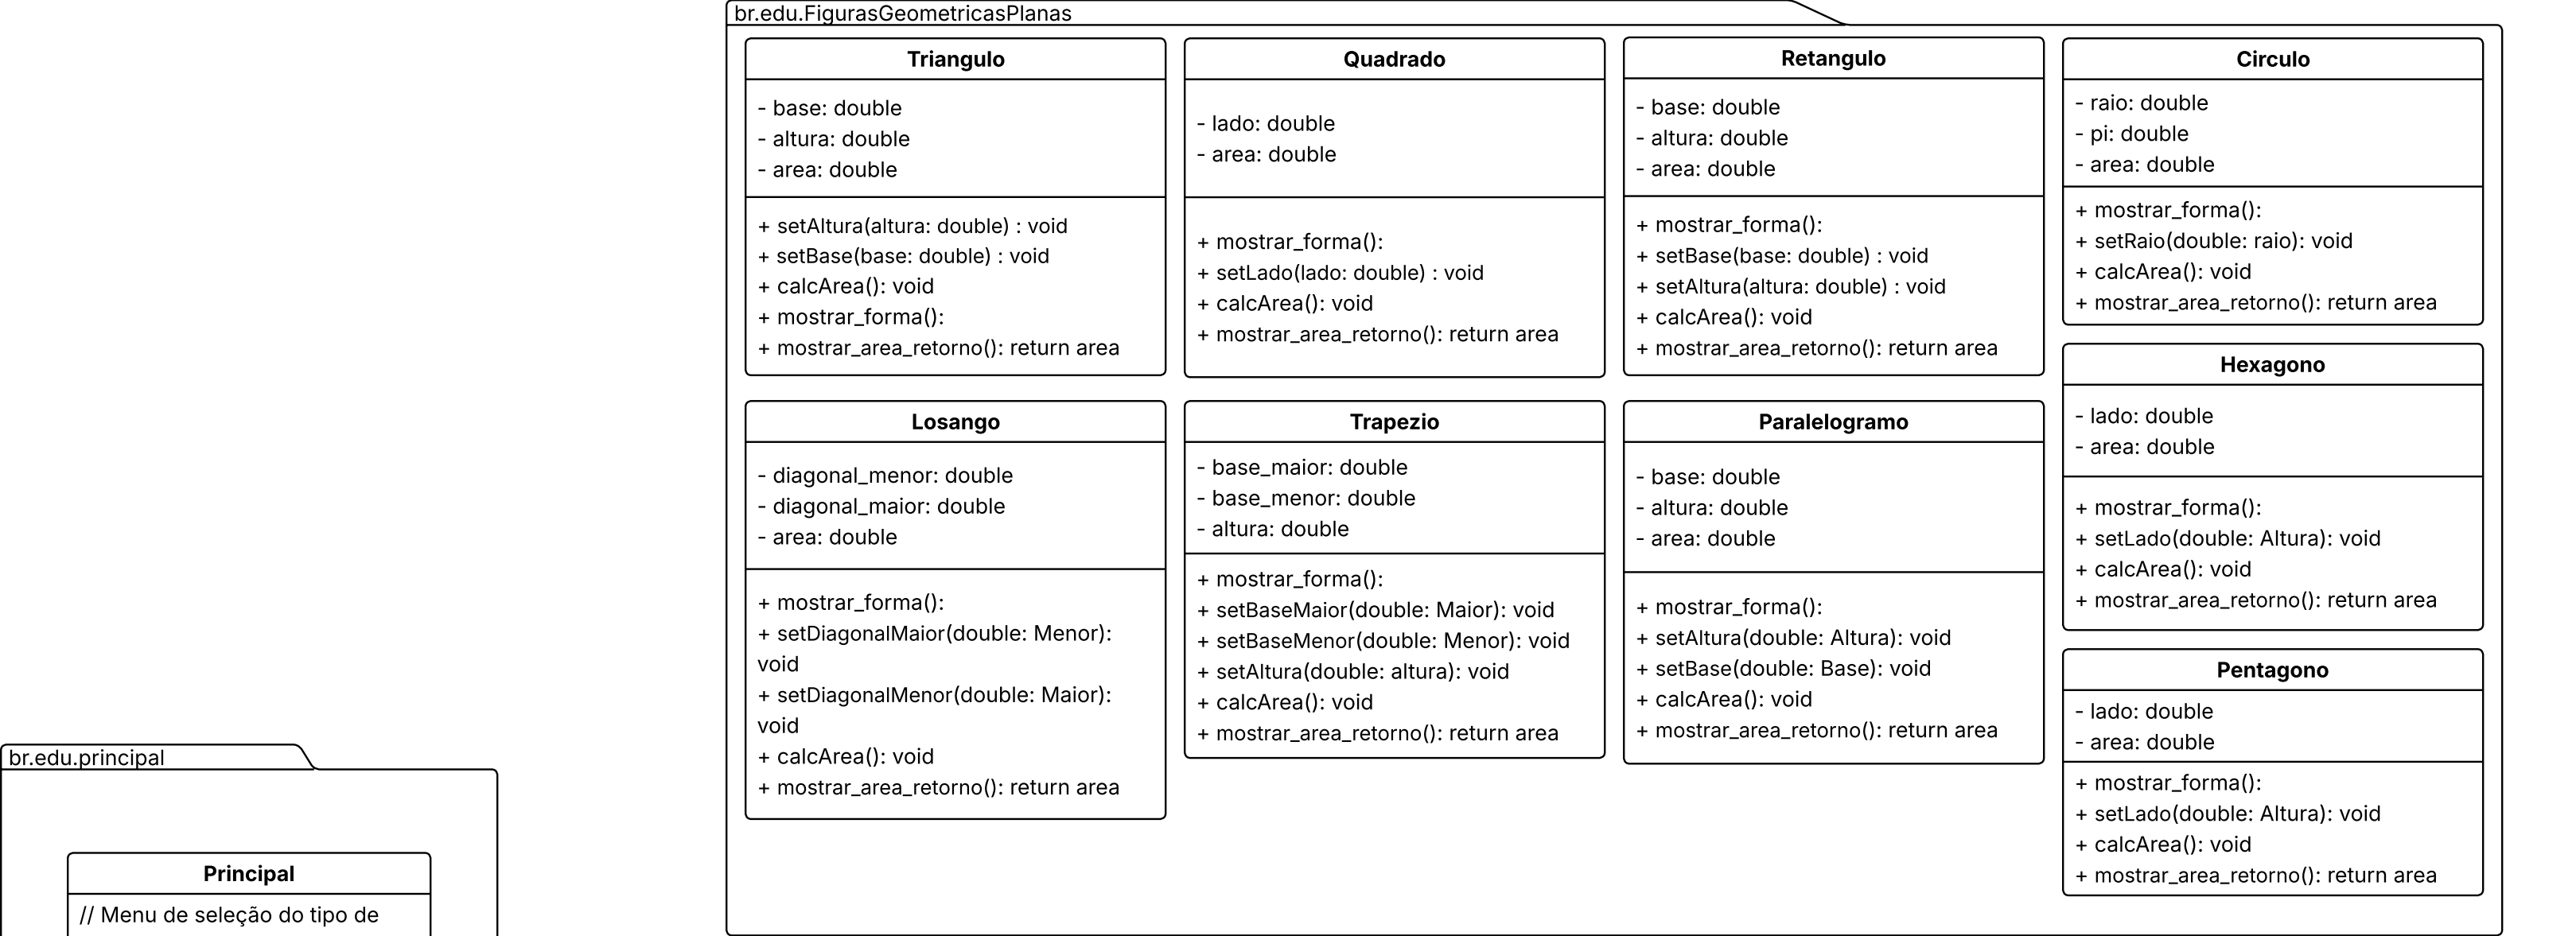 br.edu.FigurasGeometricasPlanas
Triangulo
- base: double
- altura: double
- area: double
+ setAltura(altura: double) : void
+ setBase(base: double) : void
+ calcArea(): void
+ mostrar_forma():
+ mostrar_area_retorno(): return area
Quadrado
- lado: double
- area: double
+ mostrar_forma():
+ setLado(lado: double) : void
+ calcArea(): void
+ mostrar_area_retorno(): return area
Retangulo
- base: double
- altura: double
- area: double
+ mostrar_forma():
+ setBase(base: double) : void
+ setAltura(altura: double) : void
+ calcArea(): void
+ mostrar_area_retorno(): return area
Circulo
- raio: double
- pi: double
- area: double
+ mostrar_forma():
+ setRaio(double: raio): void
+ calcArea(): void
+ mostrar_area_retorno(): return area
Losango
- diagonal_menor: double
- diagonal_maior: double
- area: double
+ mostrar_forma():
+ setDiagonalMaior(double: Menor):
void
+ setDiagonalMenor(double: Maior):
void
+ calcArea(): void
+ mostrar_area_retorno(): return area
Trapezio
- base_maior: double
- base_menor: double
- altura: double
+ mostrar_forma():
+ setBaseMaior(double: Maior): void
+ setBaseMenor(double: Menor): void
+ setAltura(double: altura): void
+ calcArea(): void
+ mostrar_area_retorno(): return area
Paralelogramo
- base: double
- altura: double
- area: double
+ mostrar_forma():
+ setAltura(double: Altura): void
+ setBase(double: Base): void
+ calcArea(): void
+ mostrar_area_retorno(): return area
Hexagono
- lado: double
- area: double
+ mostrar_forma():
+ setLado(double: Altura): void
+ calcArea(): void
+ mostrar_area_retorno(): return area
Pentagono
- lado: double
- area: double
+ mostrar_forma():
+ setLado(double: Altura): void
+ calcArea(): void
+ mostrar_area_retorno(): return area
br.edu.principal
Principal
// Menu de seleção do tipo de